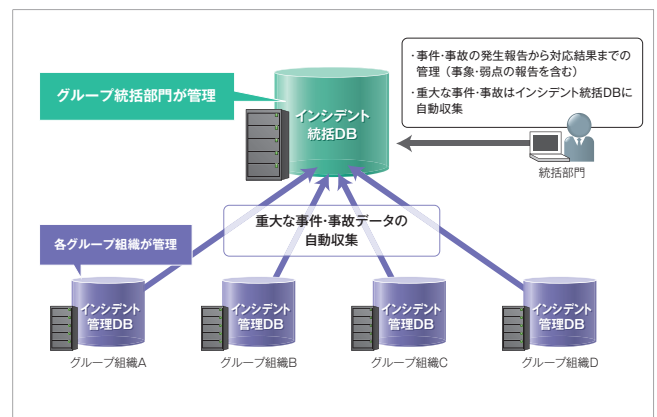 ・事件・事故の発生報告から対応結果までの
管理（事象・弱点の報告を含む）
・重大な事件・事故はインシデント統括DBに
自動収集
グループ統括部門が管理
インシデント
統括DB
統括部門
重大な事件・事故データの
自動収集
各グループ組織が管理
インシデント
管理DB
グループ組織A
インシデント
管理DB
グループ組織B
インシデント
管理DB
グループ組織C
インシデント
管理DB
グループ組織D